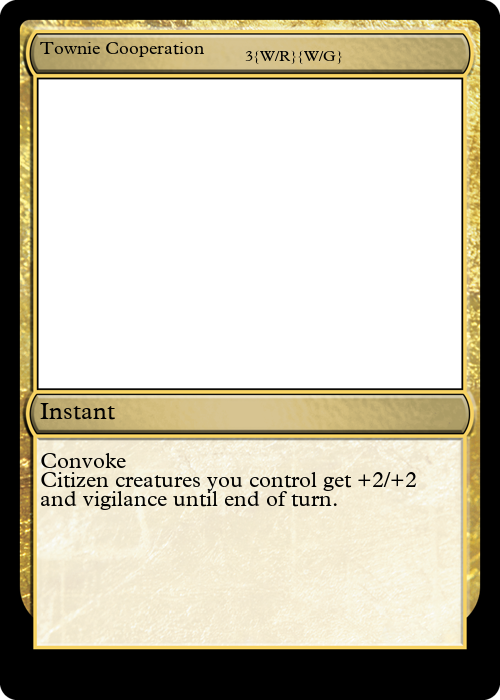 Townie Cooperation
3{W/R}{W/G}
Instant
Convoke
Citizen creatures you control get +2/+2
and vigilance until end of turn.